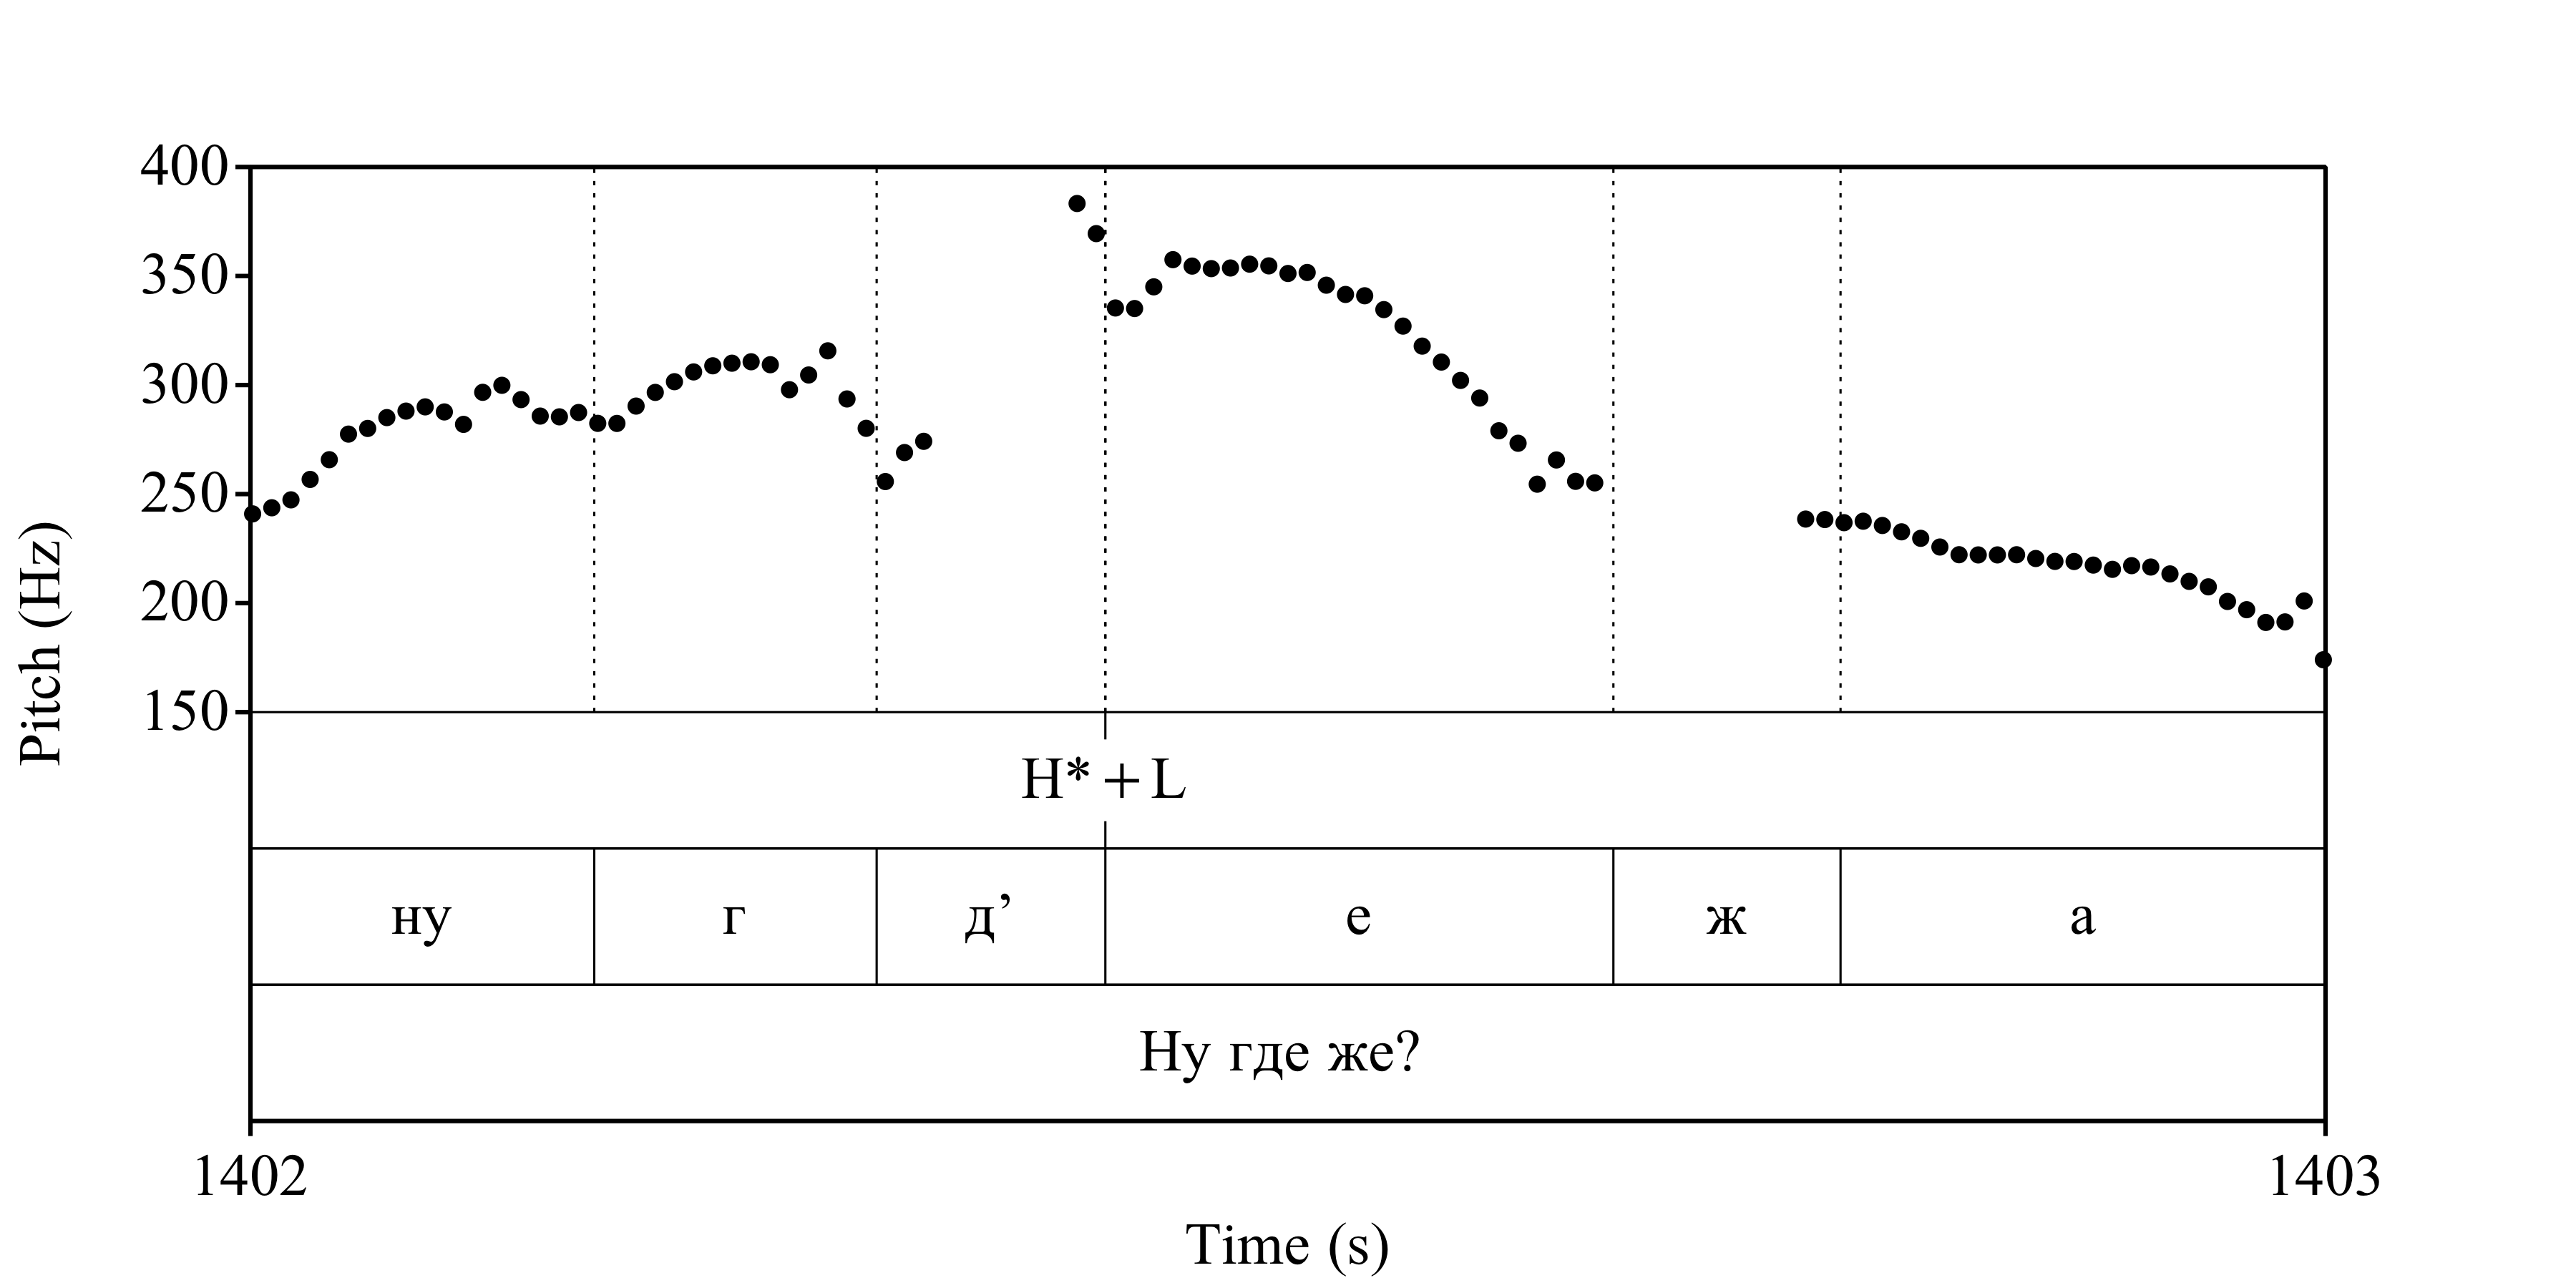 400
350
300
250
200
150
Pitch (Hz)
H* + L
ну г д’ е ж а
Ну где же?
1402 1403
Time (s)